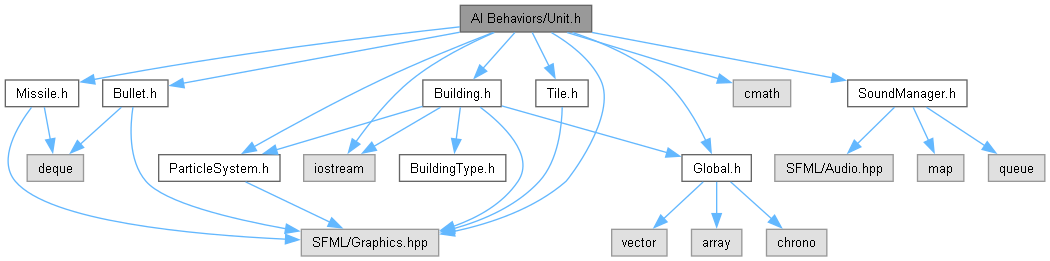 AI Behaviors/Unit.h
Missile.h
Bullet.h
Building.h
Tile.h
cmath
SoundManager.h
deque
ParticleSystem.h
iostream
BuildingType.h
Global.h
SFML/Audio.hpp
map
queue
SFML/Graphics.hpp
vector
array
chrono